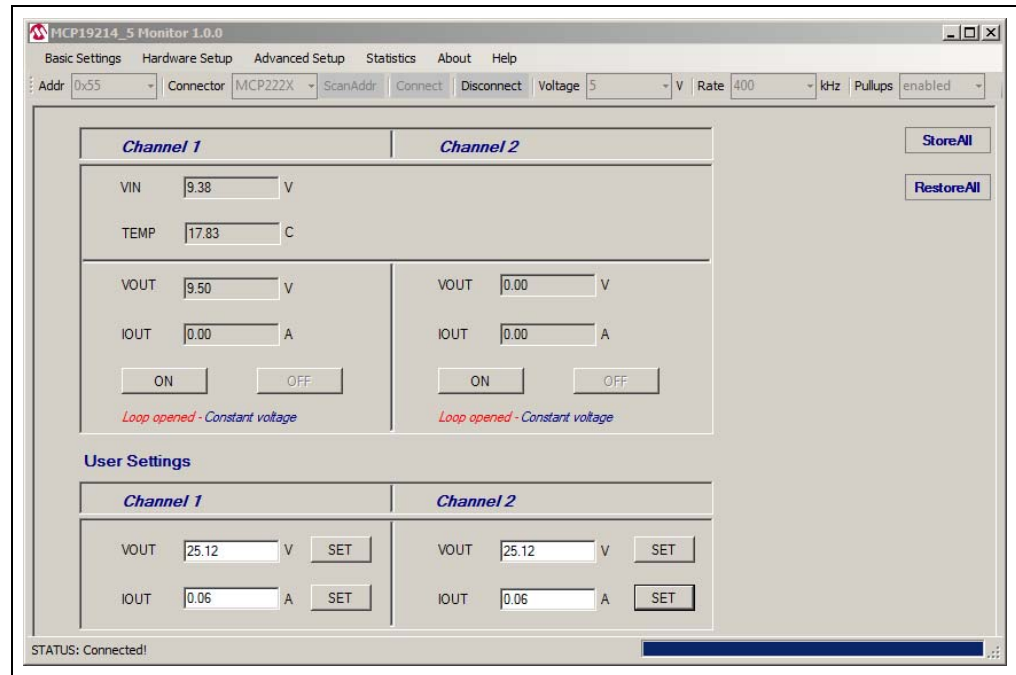 MCP19214_5 Monitor 1.0.0
Basic Settings Hardware Setup Advanced Setup Statistics About Help
Addr 0x55 Connector MCP222X ScanAddr Connect Disconnect Voltage 5 V Rate 400 kHz Pullups enabled
Channel 1 Channel 2 StoreAll
VIN 9.38 V RestoreAll
TEMP 17.83 C
VOUT 9.50 V VOUT 0.00 V
IOUT 0.00 A IOUT 0.00 A
ON OFF ON OFF
Loop opened - Constant voltage Loop opened - Constant voltage
User Settings
Channel 1 Channel 2
VOUT 25.12 V SET VOUT 25.12 V SET
IOUT 0.06 A SET IOUT 0.06 A SET
STATUS: Connected!